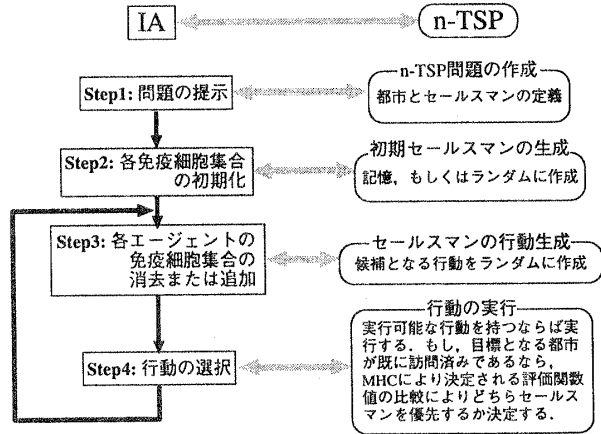 IA
n-TSP
Step1: 問題の提示
n-TSP問題の作成
都市とセールスマンの定義
Step2: 各免疫細胞集合
の初期化
初期セールスマンの生成
記憶，もしくはランダムに作成
Step3: 各エージェントの
免疫細胞集合の
消去または追加
セールスマンの行動生成
候補となる行動をランダムに作成
Step4: 行動の選択
行動の実行
実行可能な行動を持つならば実
行する．もし，目標となる都市
が既に訪問済みであるなら，
MHCにより決定される評価関数
値の比較によりどちらセールス
マンを優先するか決定する．